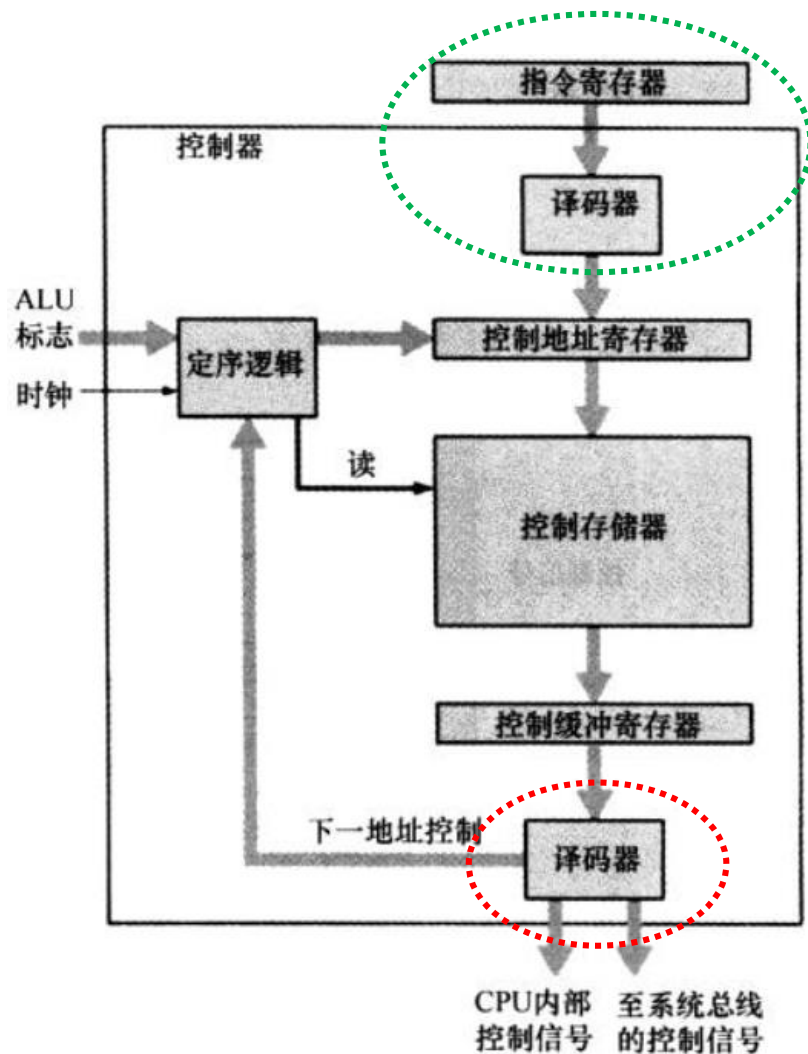 指令寄存器
控制器
译码器
ALU
标志
定序逻辑
控制地址寄存器
时钟
读
控制存储器
控制缓冲寄存器
下一地址控制
译码器
CPU内部
控制信号
至系统总线
的控制信号